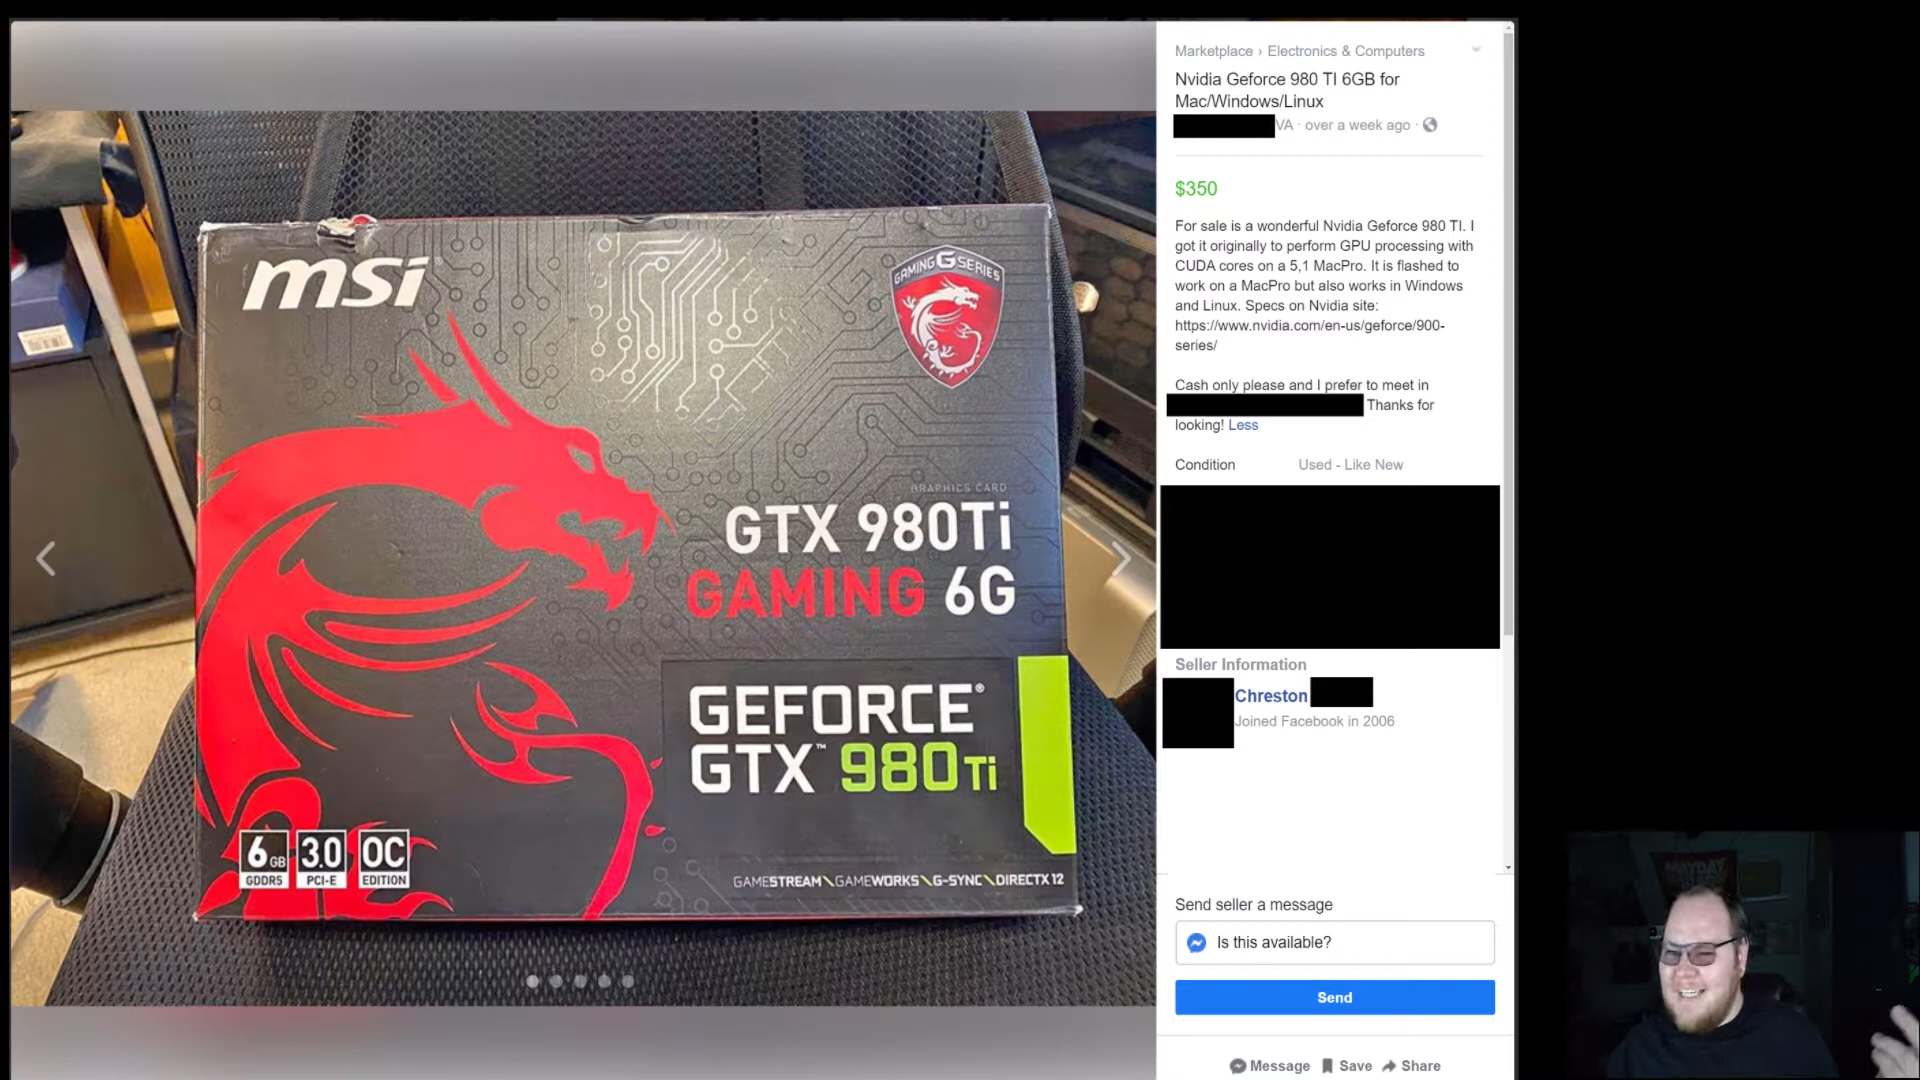 msi
GAMING G SERIES
GRAPHICS CARD
GTX 980Ti
GAMING 6G
GEFORCE®
GTX™ 980Ti
6GB GDDR5
3.0 PCI-E
OC EDITION
GAMESTREAM\GAMEWORKS\G-SYNC\DIRECTX 12
Marketplace › Electronics & Computers
Nvidia Geforce 980 TI 6GB for
Mac/Windows/Linux
VA · over a week ago ·
$350
For sale is a wonderful Nvidia Geforce 980 TI. I
got it originally to perform GPU processing with
CUDA cores on a 5,1 MacPro. It is flashed to
work on a MacPro but also works in Windows
and Linux. Specs on Nvidia site:
https://www.nvidia.com/en-us/geforce/900-
series/
Cash only please and I prefer to meet in
Thanks for
looking! Less
Condition Used - Like New
Seller Information
Chreston
Joined Facebook in 2006
Send seller a message
Is this available?
Send
Message Save Share
MAYDAY